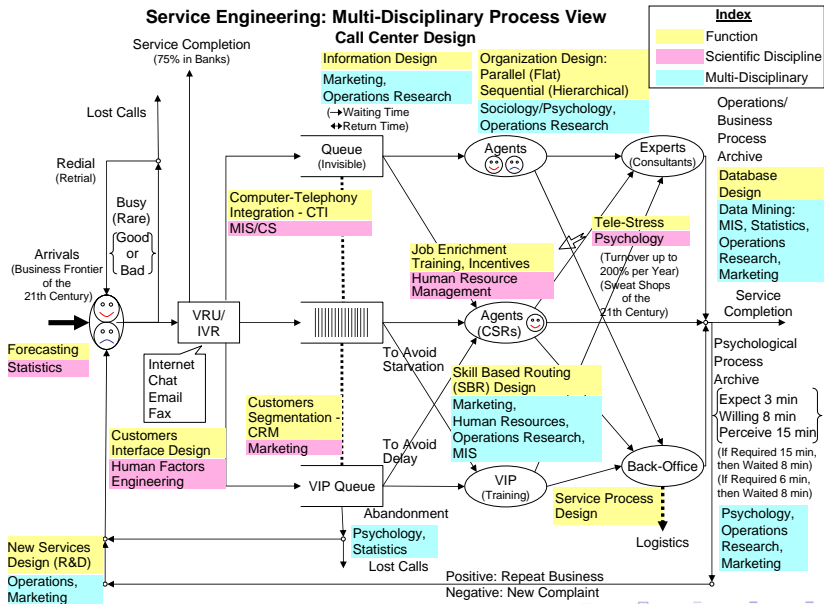 Service Engineering: Multi-Disciplinary Process View
Call Center Design
Index
Function
Scientific Discipline
Multi-Disciplinary
Service Completion
(75% in Banks)
Information Design
Marketing,
Operations Research
(→Waiting Time
↔Return Time)
Organization Design:
Parallel (Flat)
Sequential (Hierarchical)
Sociology/Psychology,
Operations Research
Operations/
Business
Process
Archive
Database
Design
Data Mining:
MIS, Statistics,
Operations
Research,
Marketing
Lost Calls
Redial
(Retrial)
Busy
(Rare)
Good
or
Bad
Arrivals
(Business Frontier
of the
21th Century)
Forecasting
Statistics
Queue
(Invisible)
Agents
Experts
(Consultants)
Computer-Telephony
Integration - CTI
MIS/CS
Tele-Stress
Psychology
(Turnover up to
200% per Year)
(Sweat Shops
of the
21th Century)
Job Enrichment
Training, Incentives
Human Resource
Management
VRU/
IVR
Agents
(CSRs)
Service
Completion
Internet
Chat
Email
Fax
To Avoid
Starvation
Customers
Segmentation -
CRM
Marketing
Skill Based Routing
(SBR) Design
Marketing,
Human Resources,
Operations Research,
MIS
Psychological
Process
Archive
Expect 3 min
Willing 8 min
Perceive 15 min
(If Required 15 min,
then Waited 8 min)
(If Required 6 min,
then Waited 8 min)
Customers
Interface Design
Human Factors
Engineering
To Avoid
Delay
VIP Queue
VIP
(Training)
Back-Office
Service Process
Design
Logistics
Abandonment
Psychology,
Statistics
Lost Calls
Psychology,
Operations
Research,
Marketing
New Services
Design (R&D)
Operations,
Marketing
Positive: Repeat Business
Negative: New Complaint